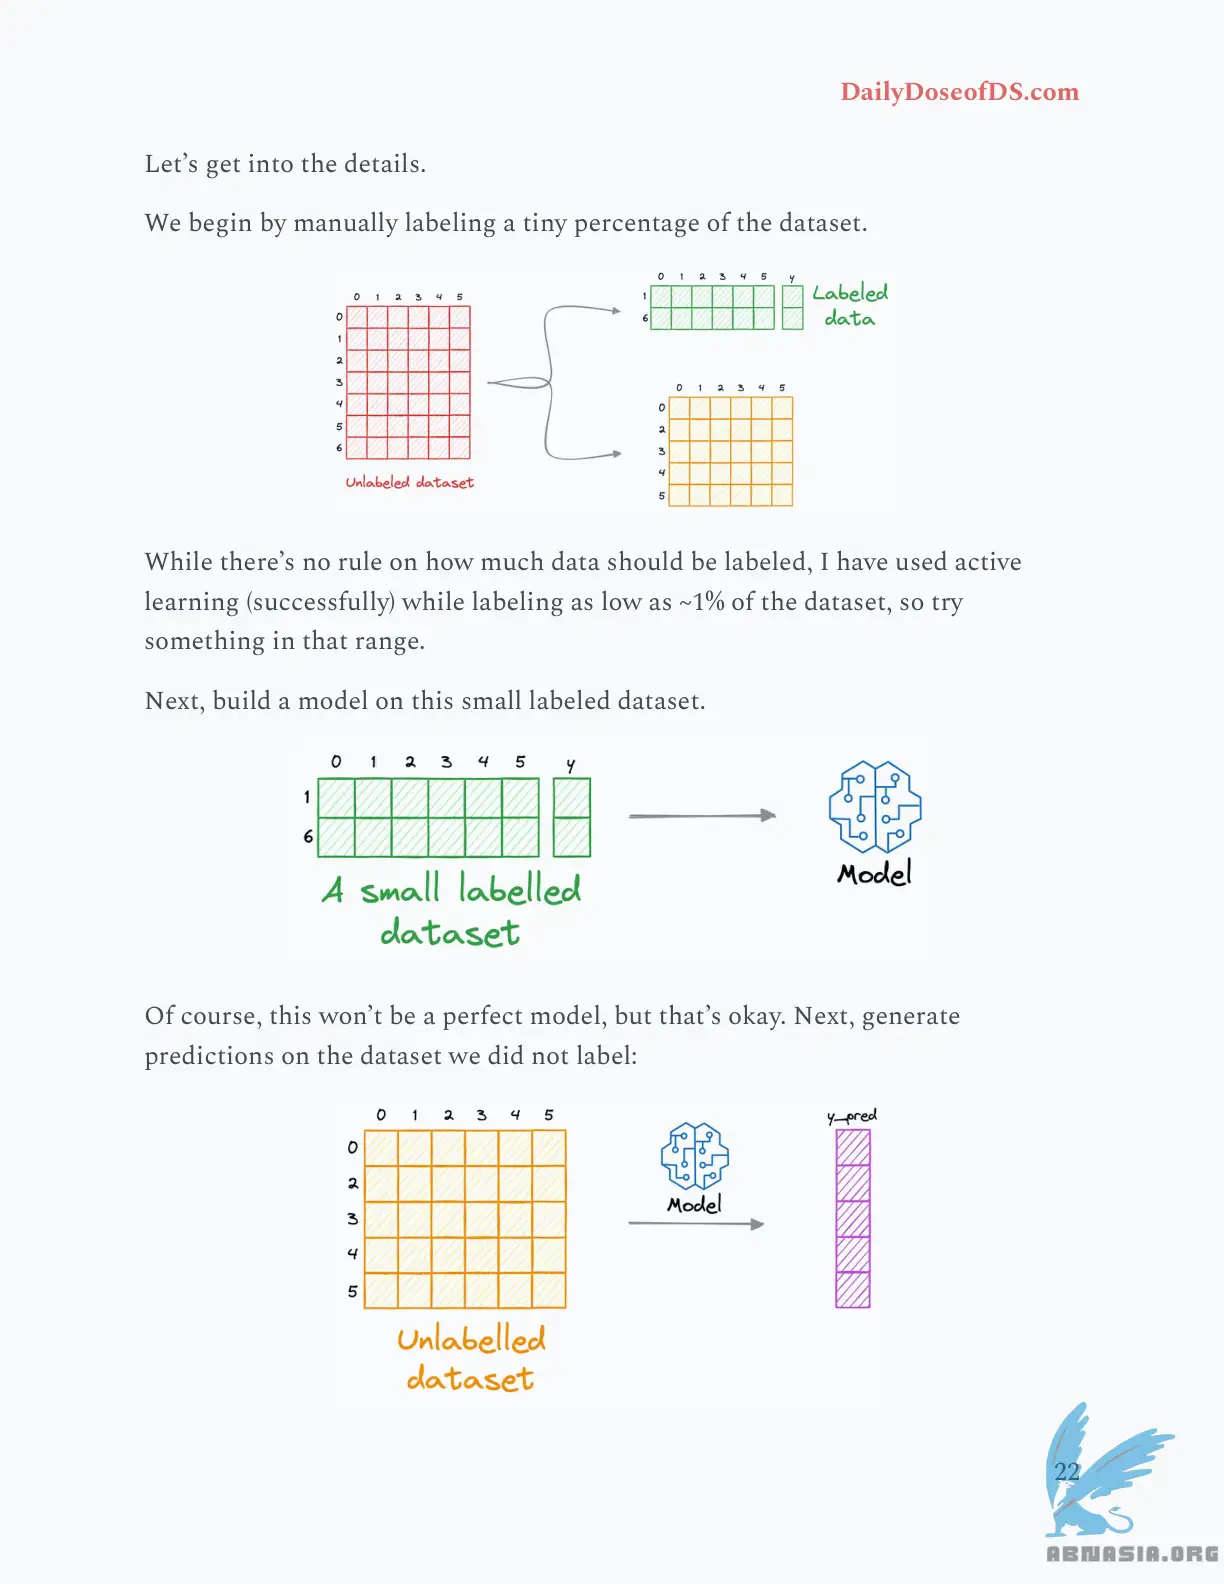 DailyDoseofDS.com
Let’s get into the details.
We begin by manually labeling a tiny percentage of the dataset.
0 1 2 3 4 5
0
1
2
3
4
5
6
Unlabeled dataset
0 1 2 3 4 5 y
1
6
Labeled
data
0 1 2 3 4 5
0
2
3
4
5
While there’s no rule on how much data should be labeled, I have used active
learning (successfully) while labeling as low as ~1% of the dataset, so try
something in that range.
Next, build a model on this small labeled dataset.
0 1 2 3 4 5 y
1
6
A small labelled
dataset
Model
Of course, this won’t be a perfect model, but that’s okay. Next, generate
predictions on the dataset we did not label:
0 1 2 3 4 5
0
2
3
4
5
Unlabelled
dataset
Model
y_pred
22
ABNASIA.ORG